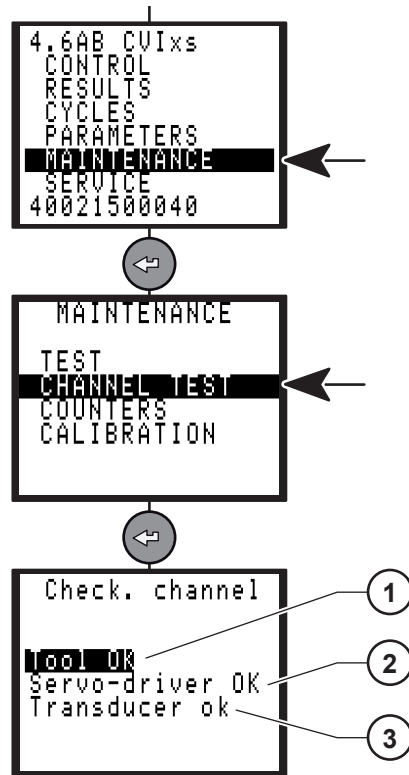 4.6AB CVIxs
CONTROL
RESULTS
CYCLES
PARAMETERS
MAINTENANCE
SERVICE
40021500040
MAINTENANCE
TEST
CHANNEL TEST
COUNTERS
CALIBRATION
Check. channel
Tool OK
Servo-driver OK
Transducer ok
1
2
3